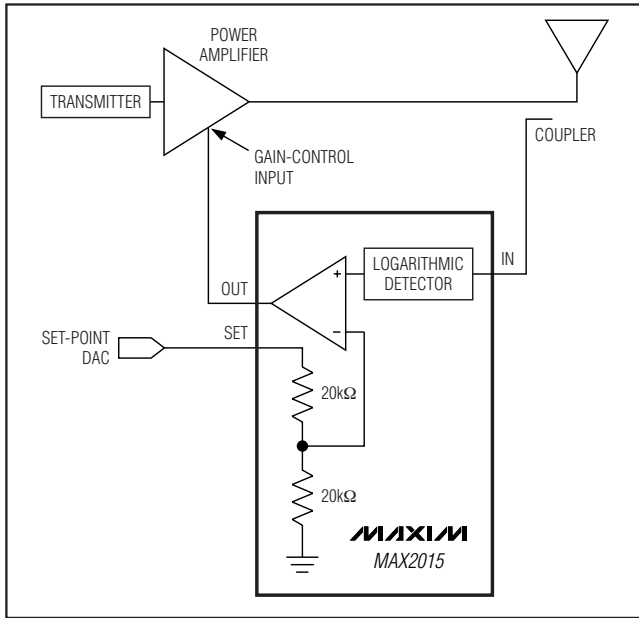 POWER
AMPLIFIER
TRANSMITTER
COUPLER
GAIN-CONTROL
INPUT
IN
LOGARITHMIC
DETECTOR
+
−
OUT
SET
SET-POINT
DAC
20kΩ
20kΩ
MAXIM
MAX2015